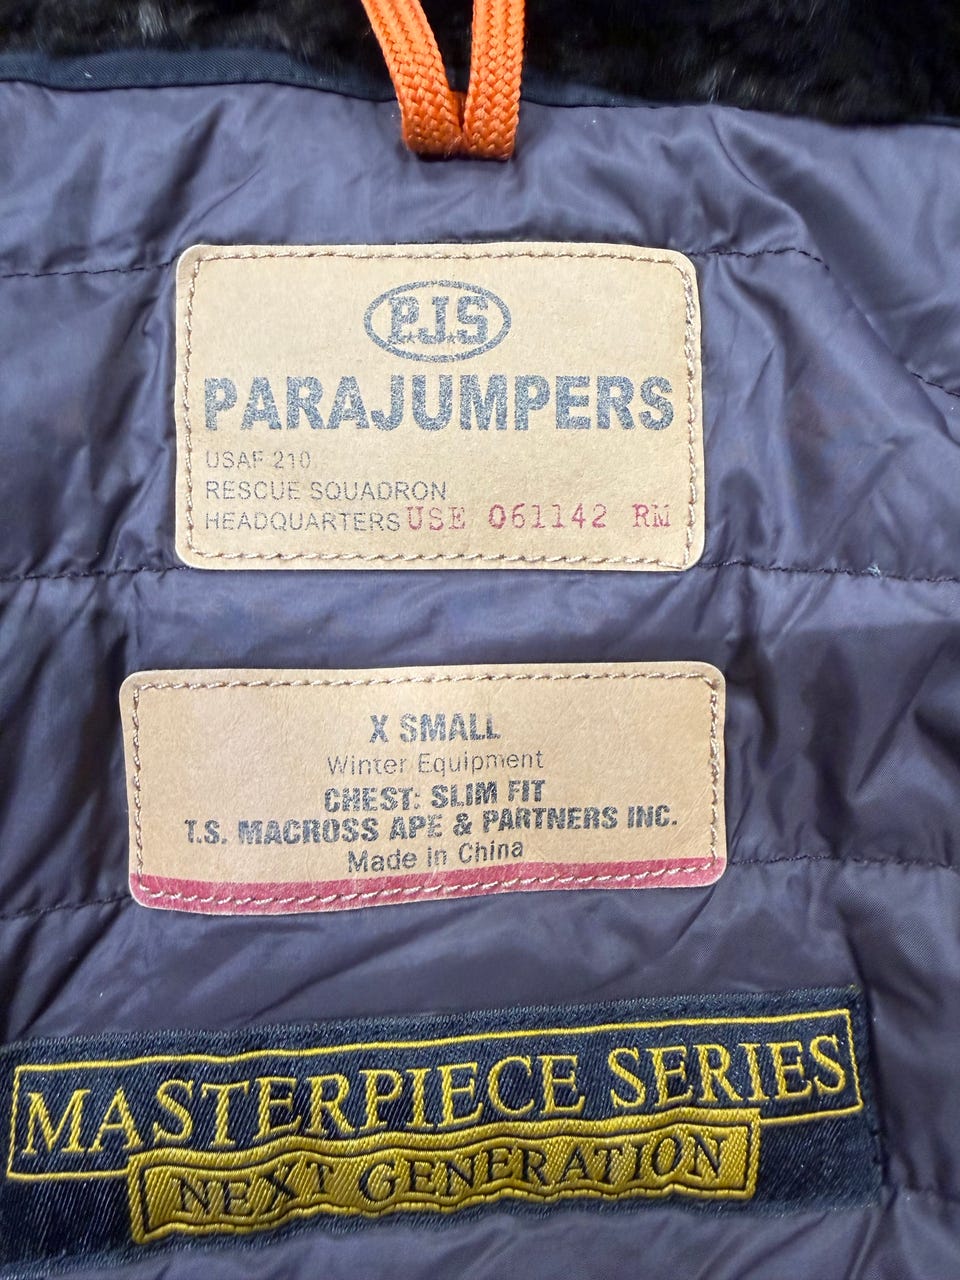 P.J.S
PARAJUMPERS
USAF 210
RESCUE SQUADRON
HEADQUARTERS USE 061142 RM
X SMALL
Winter Equipment
CHEST: SLIM FIT
T.S. MACROSS APE & PARTNERS INC.
Made in China
MASTERPIECE SERIES
NEXT GENERATION